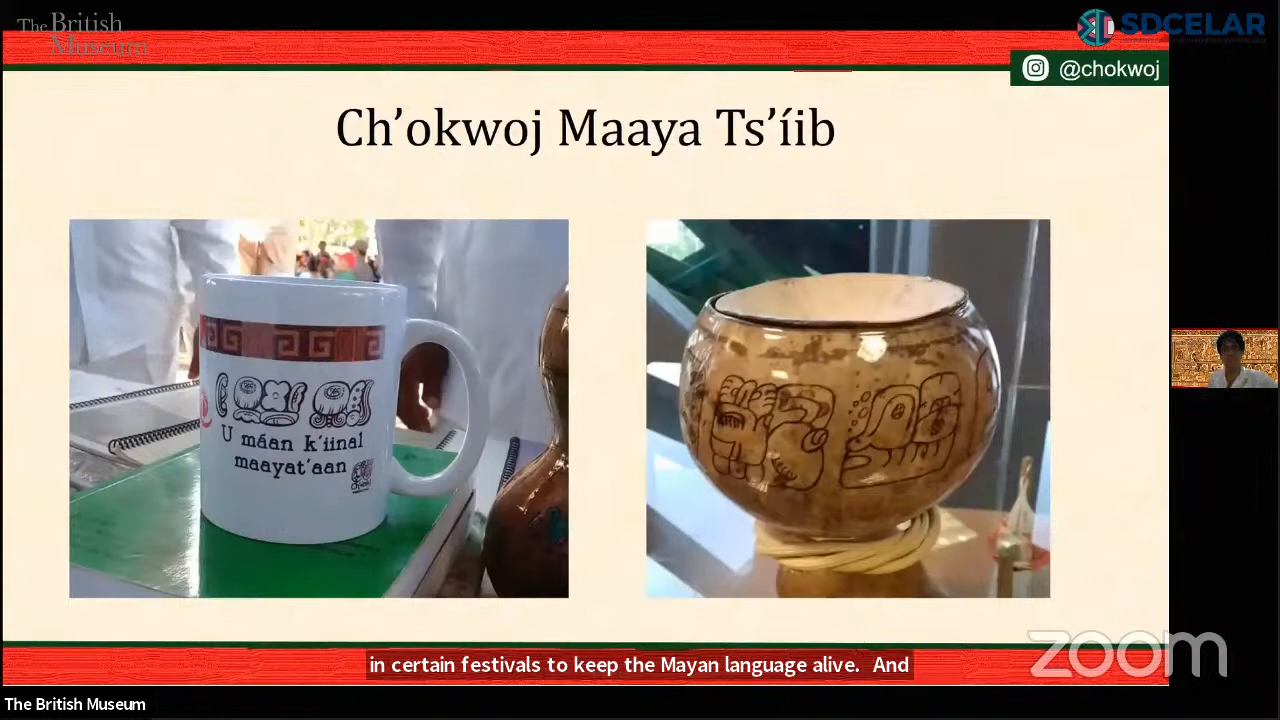 The British
Museum
SDCELAR
@chokwoj
Ch’okwoj Maaya Ts’íib
U máan k'iinal
maayat'aan
in certain festivals to keep the Mayan language alive. And
zoom
The British Museum